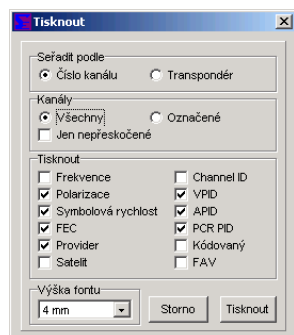 Tisknout
Seřadit podle
Číslo kanálu Transpondér
Kanály
Všechny Označené
Jen nepřeskočené
Tisknout
Frekvence Channel ID
Polarizace VPID
Symbolová rychlost APID
FEC PCR PID
Provider Kódovaný
Satelit FAV
Výška fontu
4 mm Storno Tisknout